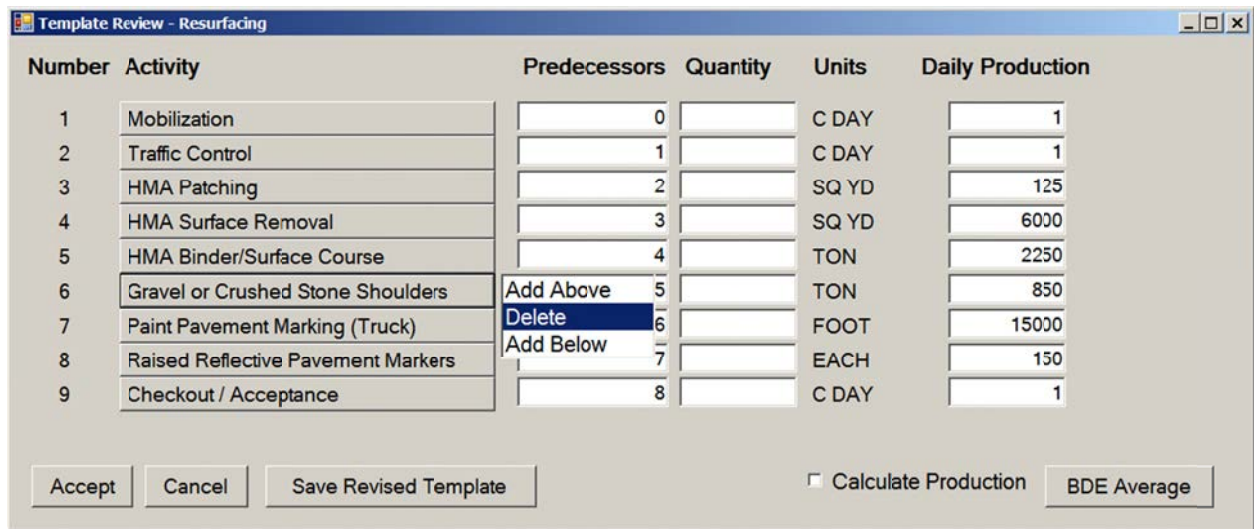 Template Review - Resurfacing
Number Activity Predecessors Quantity Units Daily Production
1 Mobilization 0 C DAY 1
2 Traffic Control 1 C DAY 1
3 HMA Patching 2 SQ YD 125
4 HMA Surface Removal 3 SQ YD 6000
5 HMA Binder/Surface Course 4 TON 2250
6 Gravel or Crushed Stone Shoulders Add Above 5 TON 850
7 Paint Pavement Marking (Truck) Delete 6 FOOT 15000
Add Below
8 Raised Reflective Pavement Markers 7 EACH 150
9 Checkout / Acceptance 8 C DAY 1
Accept Cancel Save Revised Template Calculate Production BDE Average